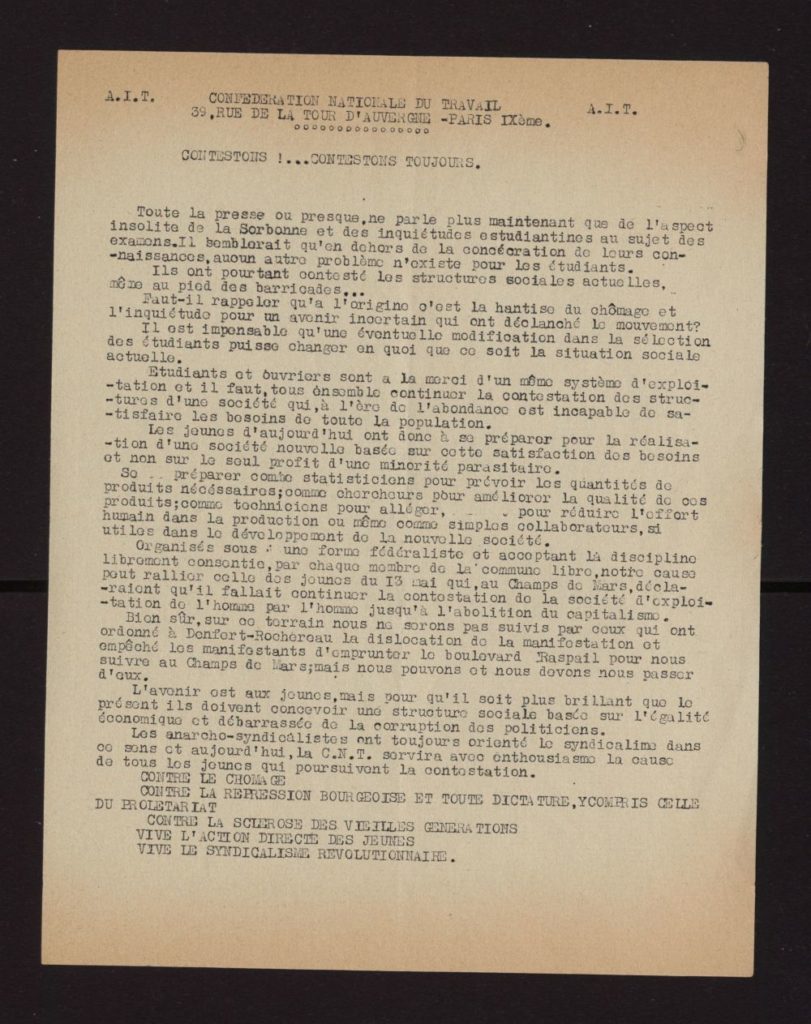 A.I.T. CONFEDERATION NATIONALE DU TRAVAIL A.I.T.
39,RUE DE LA TOUR D'AUVERGNE -PARIS IXème.
°°°°°°°°°°°°°°°°
CONTESTONS !...CONTESTONS TOUJOURS.
Toute la presse ou presque,ne parle plus maintenant que de l'aspect
insolite de la Sorbonne et des inquiétudes estudiantines au sujet des
examens.Il semblerait qu'en dehors de la concécration de leurs con-
-naissances,aucun autre problème n'existe pour les étudiants.
Ils ont pourtant contesté les structures sociales actuelles,
même au pied des barricades...
Faut-il rappeler qu'a l'origine c'est la hantise du chômage et
l'inquiétude pour un avenir incertain qui ont déclanché le mouvement?
Il est impensable qu'une éventuelle modification dans la sélection
des étudiants puisse changer en quoi que ce soit la situation sociale
actuelle.
Etudiants et ouvriers sont a la merci d'un même système d'exploi-
-tation et il faut,tous ensemble continuer la contestation des struc-
-tures d'une société qui,à l'ère de l'abondance est incapable de sa-
-tisfaire les besoins de toute la population.
Les jeunes d'aujourd'hui ont donc à se préparer pour la réalisa-
-tion d'une société nouvelle basée sur cette satisfaction des besoins
et non sur le seul profit d'une minorité parasitaire.
Se .. préparer comme statisticiens pour prévoir les quantités de
produits nécéssaires;comme chercheurs pour améliorer la qualité de ces
produits;comme techniciens pour alléger, pour réduire l'effort
humain dans la production ou même comme simples collaborateurs,si
utiles dans le développement de la nouvelle société.
Organisés sous : une forme fédéraliste et acceptant la discipline
librement consentie,par chaque membre de la commune libre,notre cause
peut rallier celle des jeunes du 13 mai qui,au Champs de Mars,décla-
-raient qu'il fallait continuer la contestation de la société d'exploi-
-tation de l'homme par l'homme jusqu'à l'abolition du capitalisme.
Bien sûr,sur ce terrain nous ne serons pas suivis par ceux qui ont
ordonné à Denfert-Rochereau la dislocation de la manifestation et
empêché les manifestants d'emprunter le boulevard Raspail pour nous
suivre au Champs de Mars;mais nous pouvons et nous devons nous passer
d'eux.
L'avenir est aux jeunes,mais pour qu'il soit plus brillant que le
présent ils doivent concevoir une structure sociale basée sur l'égalité
économique et débarrassée de la corruption des politiciens.
Les anarcho-syndicalistes ont toujours orienté le syndicalime dans
ce sens et aujourd'hui,la C.N.T. servira avec enthousiasme la cause
de tous les jeunes qui poursuivent la contestation.
CONTRE LE CHOMAGE
CONTRE LA REPRESSION BOURGEOISE ET TOUTE DICTATURE,YCOMPRIS CELLE
DU PROLETARIAT
CONTRE LA SCLEROSE DES VIEILLES GENERATIONS
VIVE L'ACTION DIRECTE DES JEUNES
VIVE LE SYNDICALISME REVOLUTIONNAIRE.